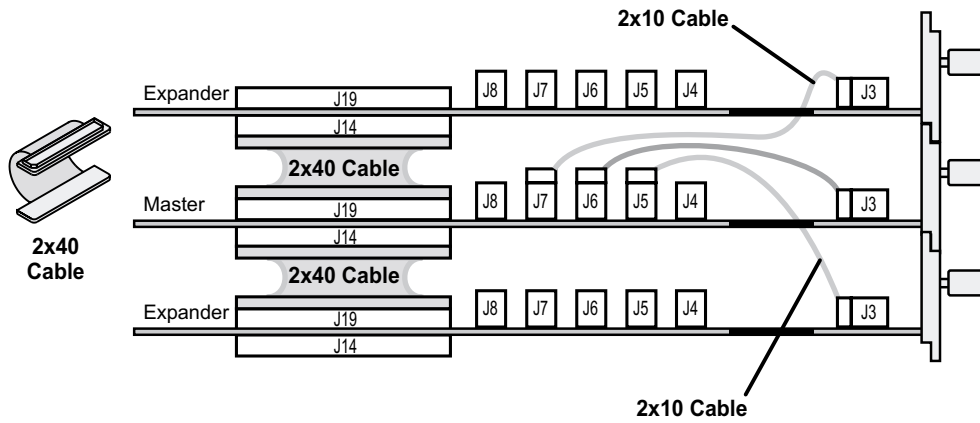 2x10 Cable
Expander
J19
J8 J7 J6 J5 J4 J3
J14
2x40 Cable
Master
J19
J8 J7 J6 J5 J4 J3
J14
2x40
Cable
2x40 Cable
Expander
J19
J8 J7 J6 J5 J4 J3
J14
2x10 Cable